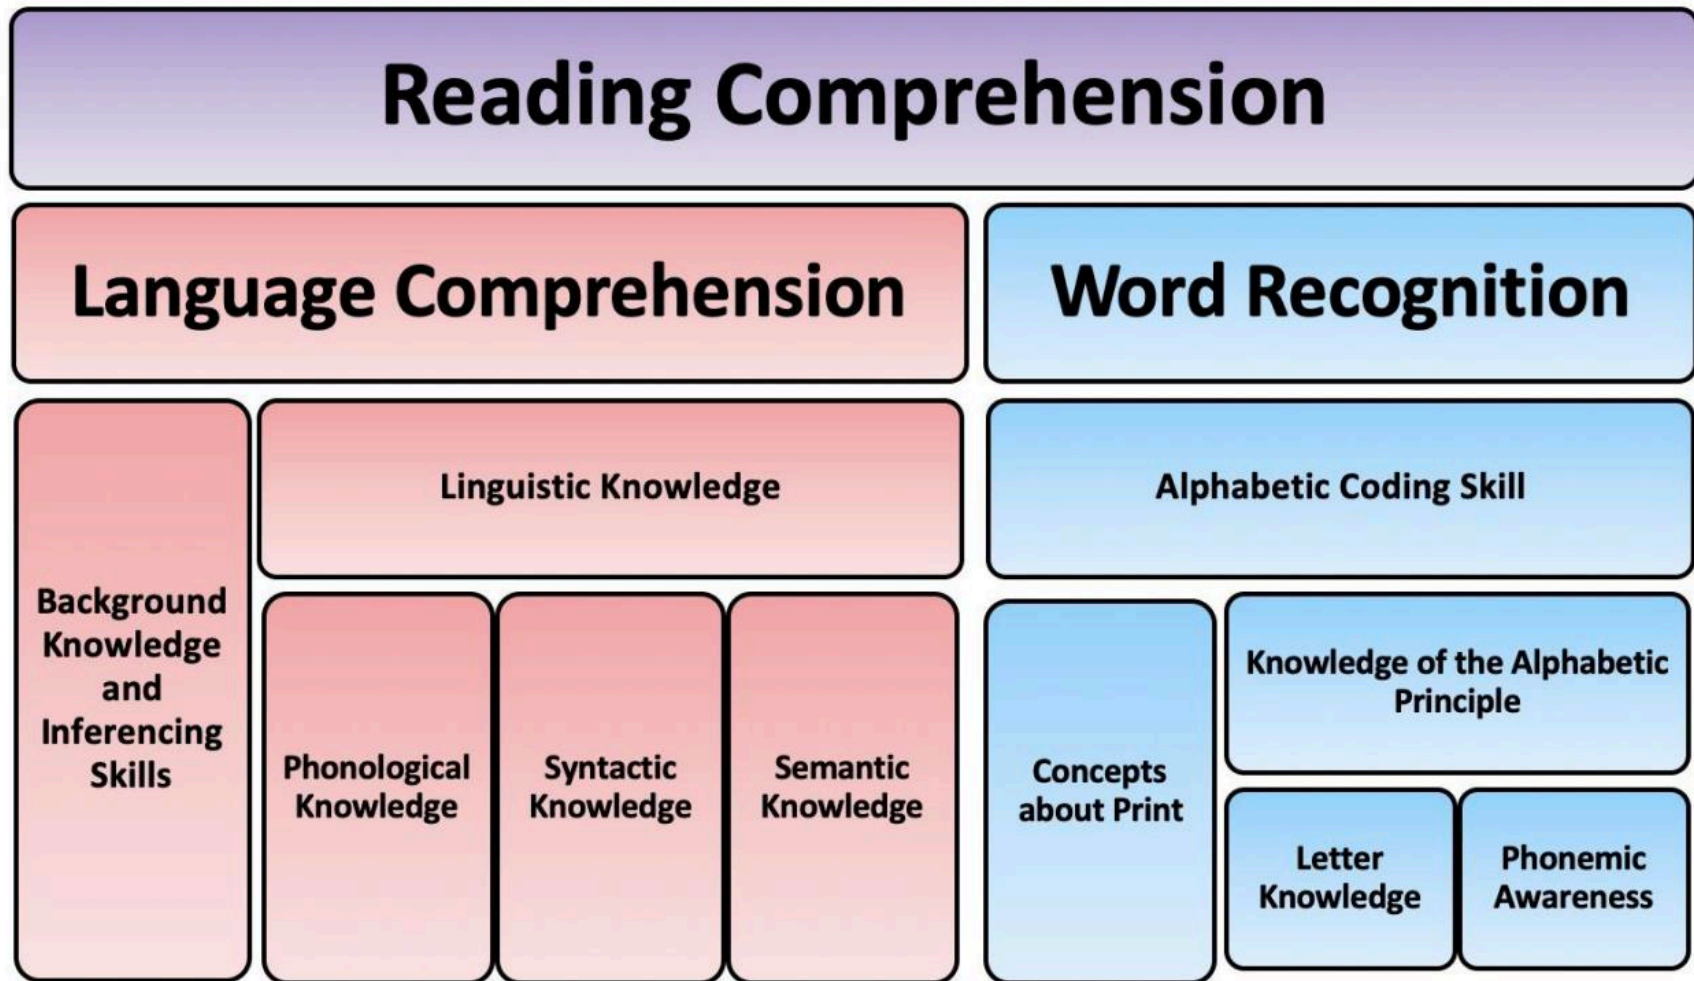 Reading Comprehension
Language Comprehension
Word Recognition
Background
Knowledge
and
Inferencing
Skills
Linguistic Knowledge
Phonological
Knowledge
Syntactic
Knowledge
Semantic
Knowledge
Alphabetic Coding Skill
Concepts
about Print
Knowledge of the Alphabetic
Principle
Letter
Knowledge
Phonemic
Awareness